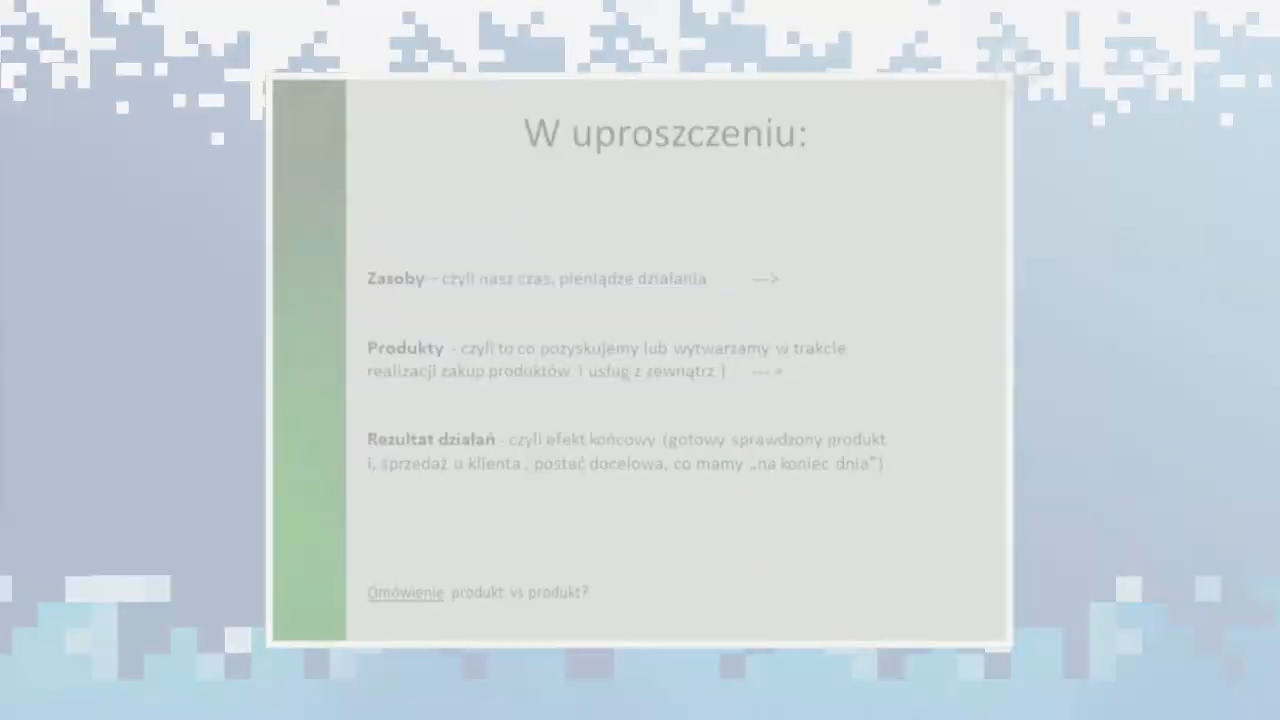 W uproszczeniu:
Zasoby - czyli nasz czas, pieniądze działania --->
Produkty - czyli to co pozyskujemy lub wytwarzamy w trakcie
realizacji zakup produktów i usług z zewnątrz ) --- >
Rezultat działań - czyli efekt końcowy (gotowy sprawdzony produkt
i, sprzedaż u klienta , postać docelowa, co mamy „na koniec dnia”)
Omówienie produkt vs produkt?